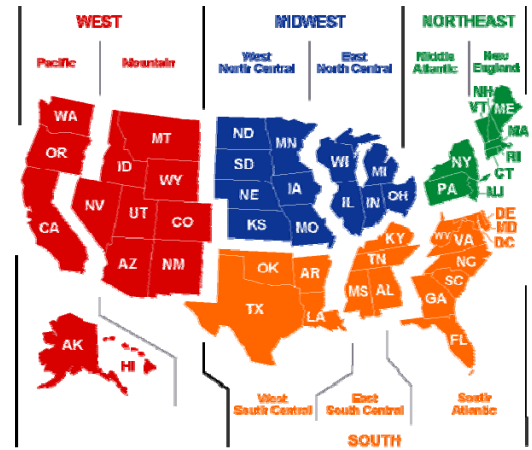 WEST
MIDWEST
NORTHEAST
Pacific
Mountain
West
North Central
East
North Central
Middle
Atlantic
New
England
WA
OR
CA
MT
ID
WY
NV
UT
CO
AZ
NM
AK
HI
ND
MN
SD
NE
IA
KS
MO
WI
MI
IL
IN
OH
NH
VT
ME
MA
RI
CT
NY
PA
NJ
OK
AR
TX
LA
KY
TN
MS
AL
DE
MD
DC
WV
VA
NC
SC
GA
FL
West
South Central
East
South Central
South
Atlantic
SOUTH